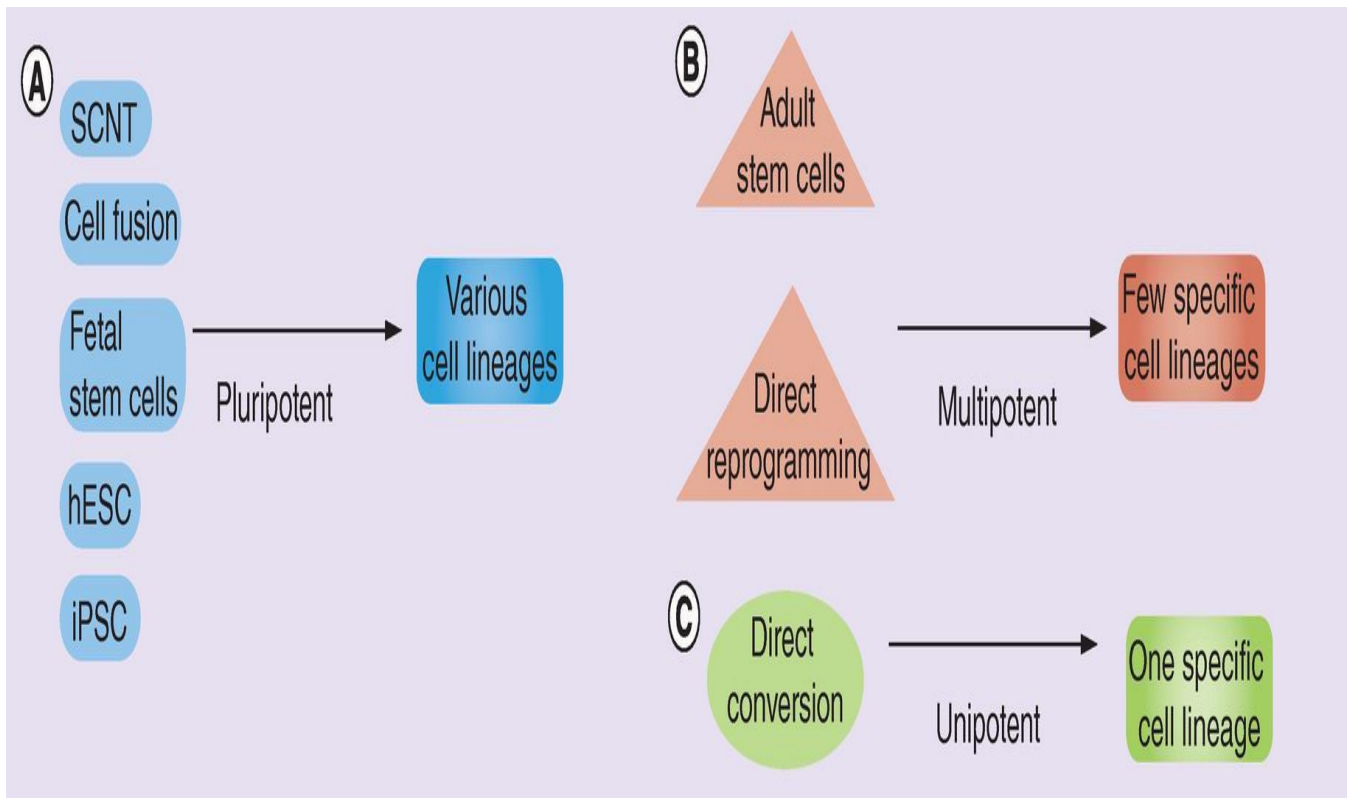 A
SCNT
Cell fusion
Fetal
stem cells
hESC
iPSC
Pluripotent
Various
cell lineages
B
Adult
stem cells
Direct
reprogramming
Multipotent
Few specific
cell lineages
C
Direct
conversion
Unipotent
One specific
cell lineage